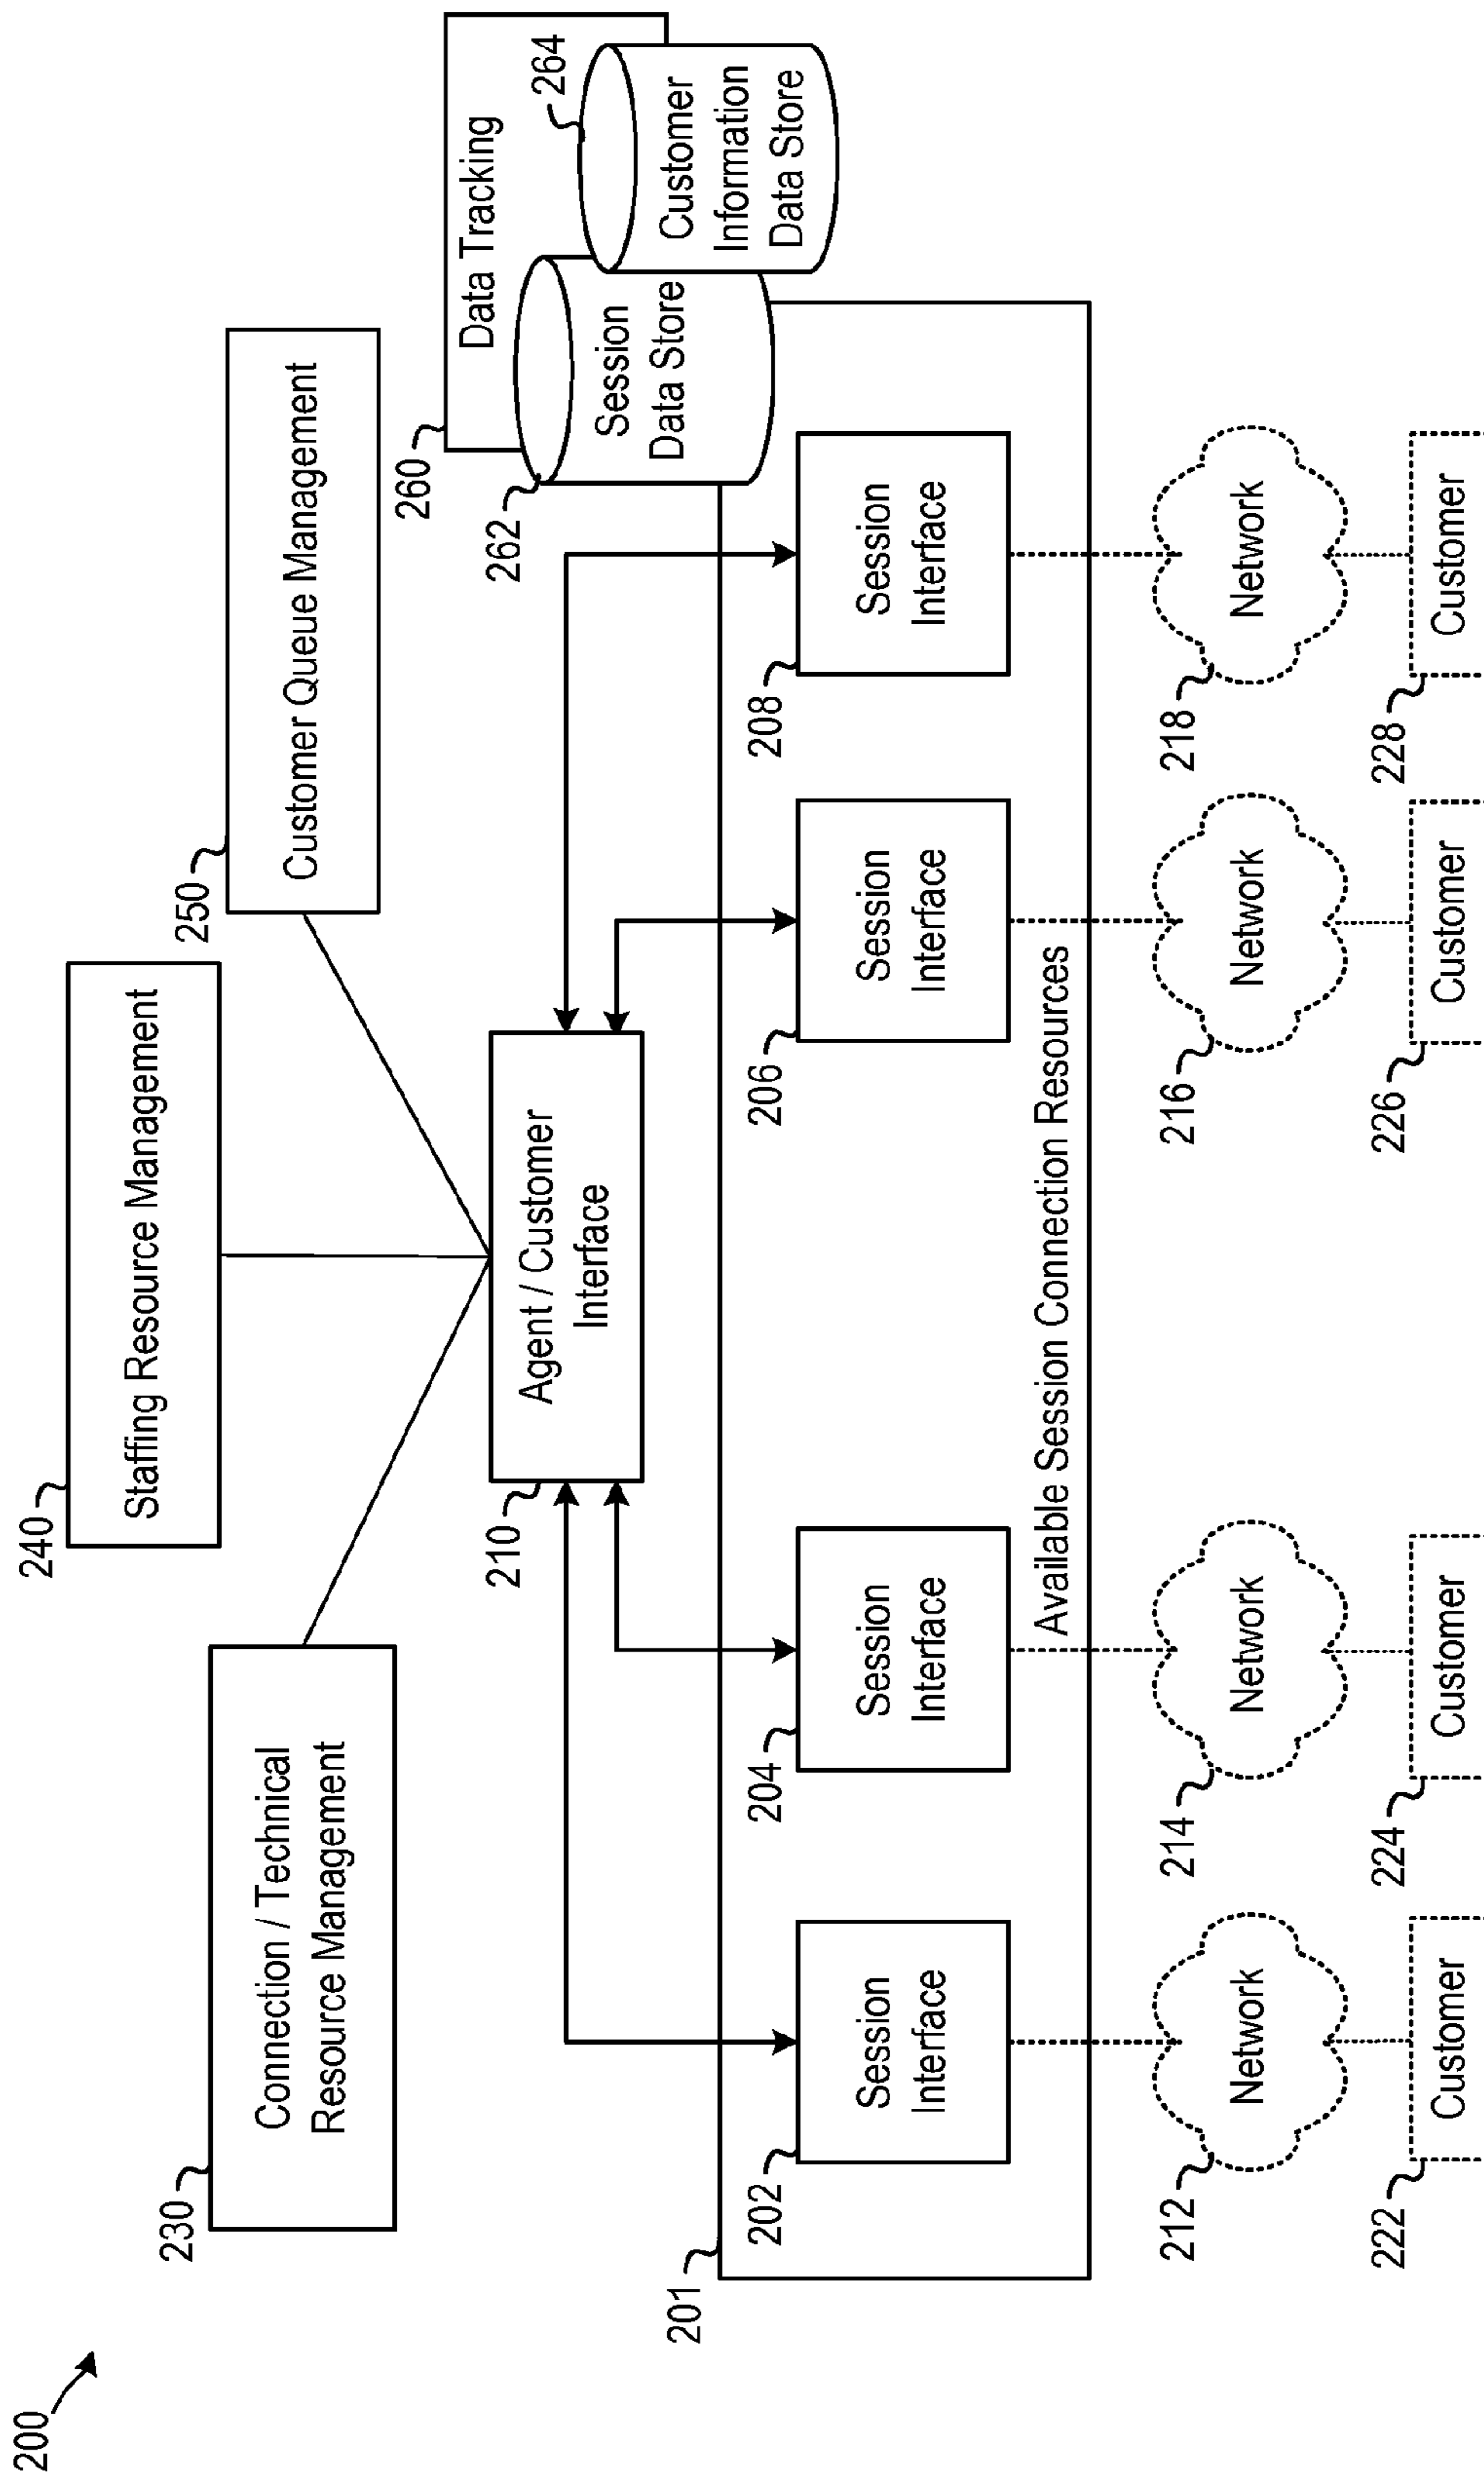 200
240
Staffing Resource Management
230
Connection / Technical
Resource Management
250
Customer Queue Management
260
Data Tracking
210
Agent / Customer
Interface
262
Session
Data Store
264
Customer
Information
Data Store
201
202
Session
Interface
204
Session
Interface
206
Session
Interface
208
Session
Interface
Available Session Connection Resources
212
Network
214
Network
216
Network
218
Network
222
Customer
224
Customer
226
Customer
228
Customer